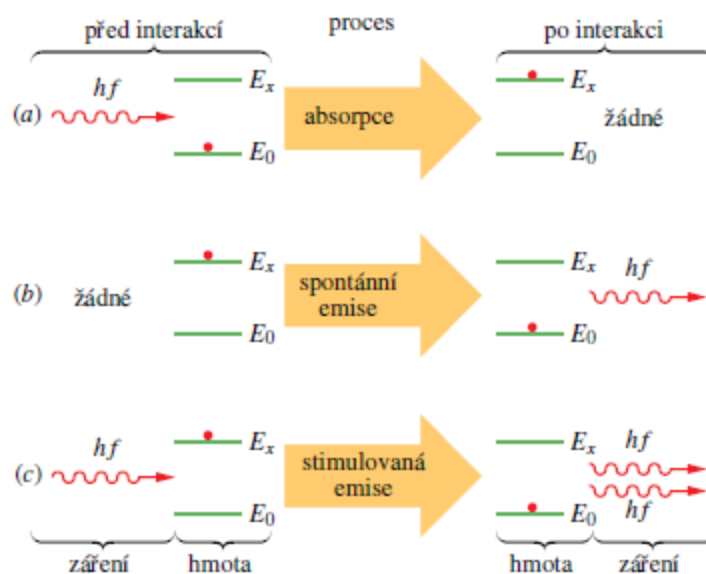 před interakcí proces po interakci
hf E_x E_x
(a) absorpce žádné
E_0 E_0
E_x E_x hf
(b) žádné spontánní
emise
E_0 E_0
hf E_x E_x hf
(c) stimulovaná
emise
E_0 E_0 hf
záření hmota hmota záření